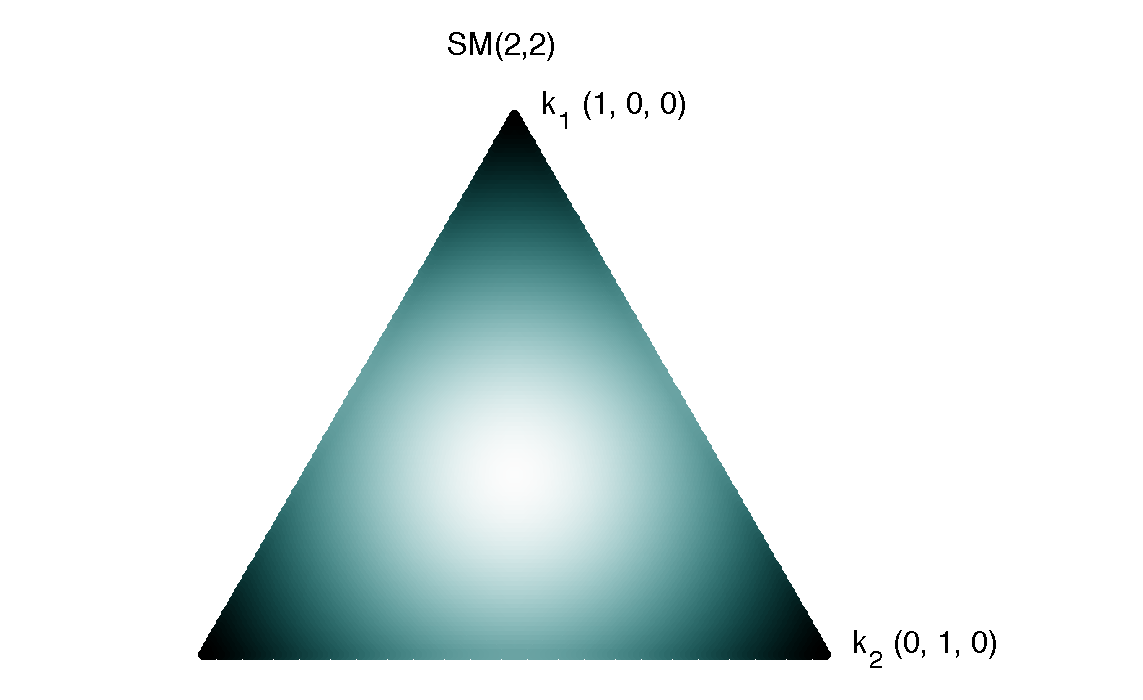 SM(2,2)
k₁ (1, 0, 0)
k₂ (0, 1, 0)